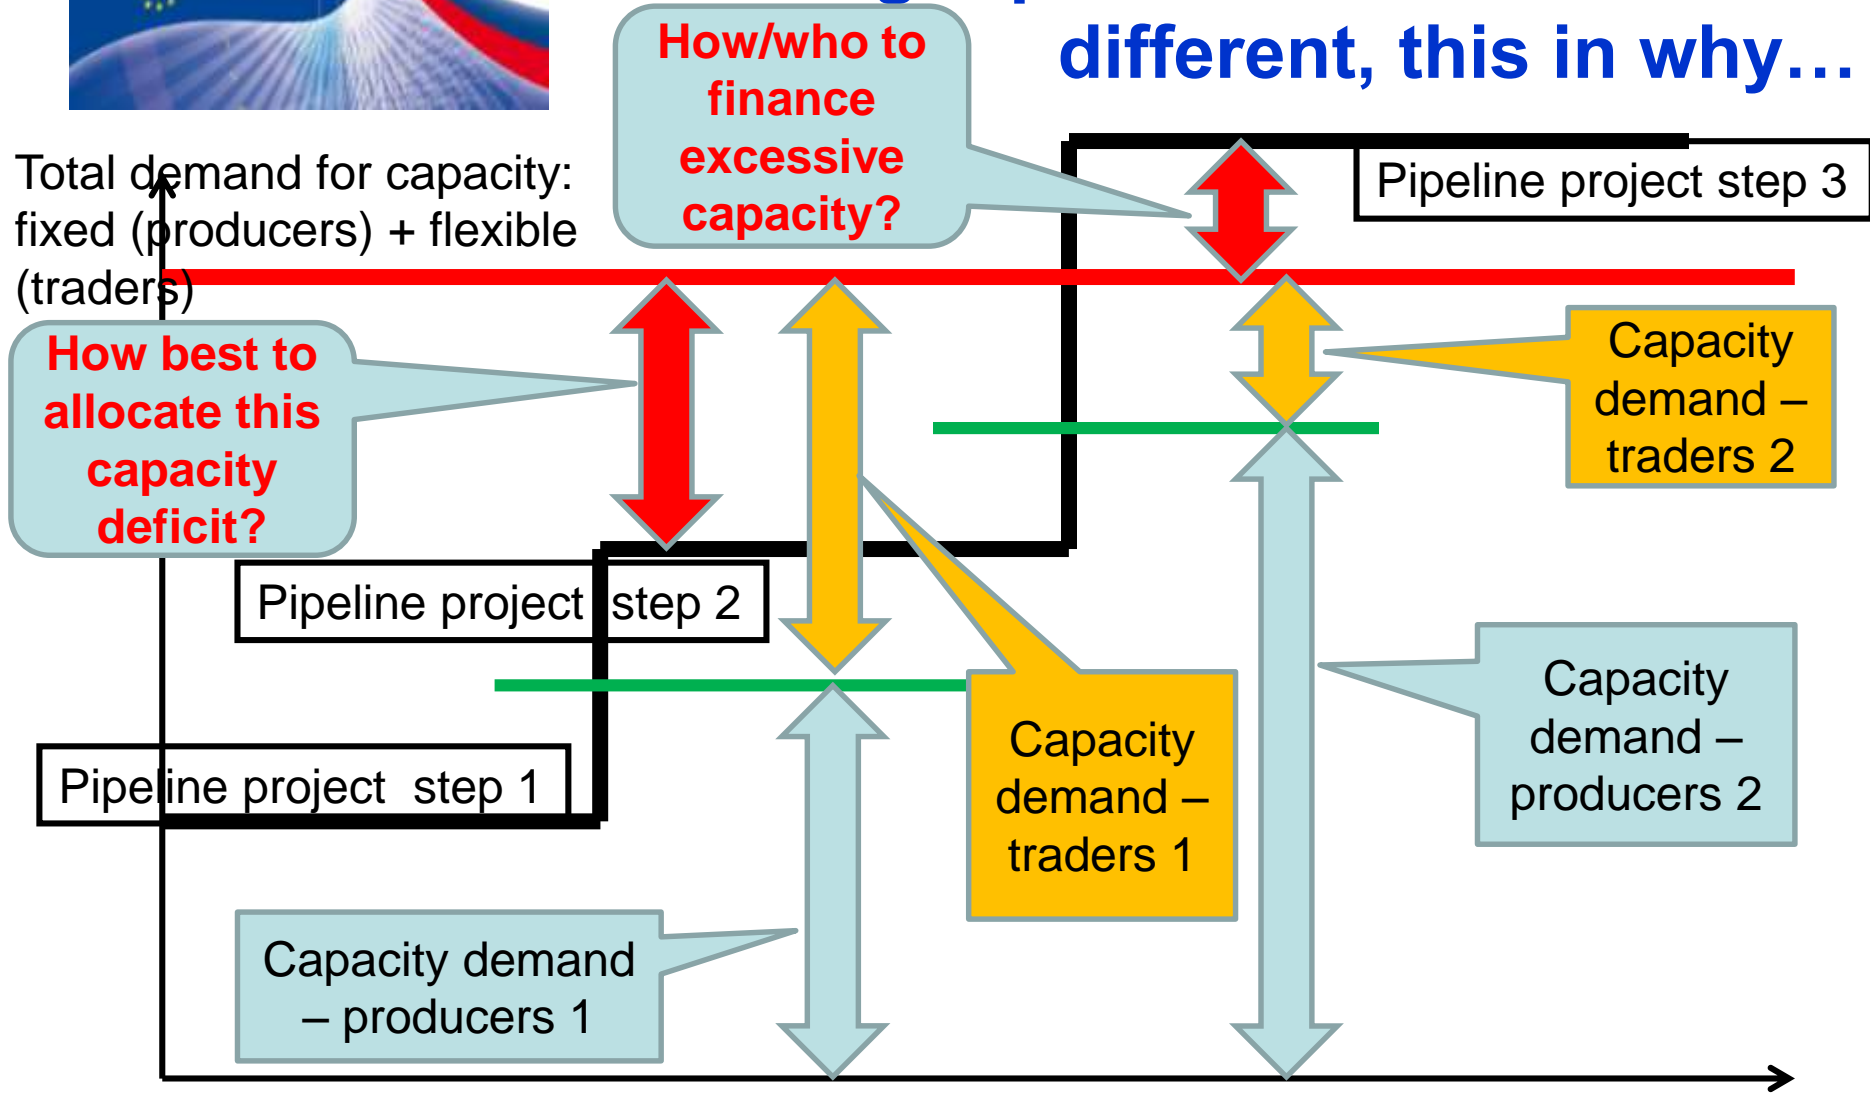 different, this in why…
How/who to
finance
excessive
capacity?
Total demand for capacity:
fixed (producers) + flexible
(traders)
Pipeline project step 3
How best to
allocate this
capacity
deficit?
Capacity
demand –
traders 2
Pipeline project step 2
Capacity
demand –
producers 2
Capacity
demand –
traders 1
Pipeline project step 1
Capacity demand
– producers 1